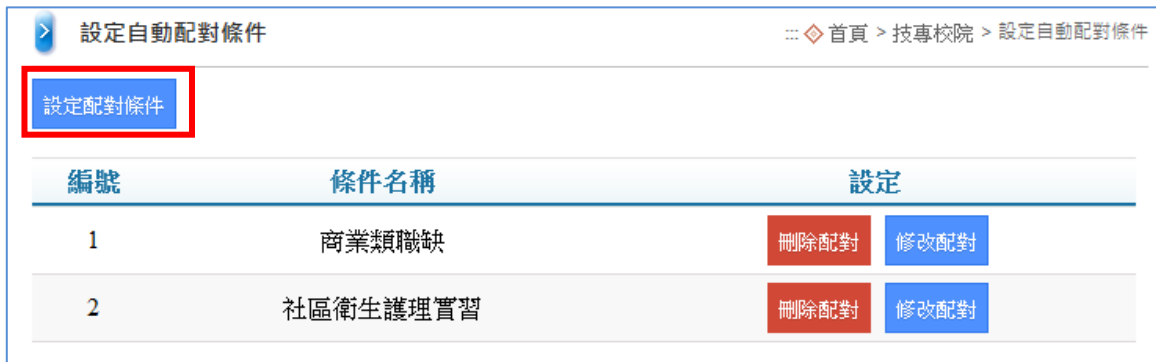 設定自動配對條件
::: 首頁 > 技專校院 > 設定自動配對條件
設定配對條件
編號 條件名稱 設定
1 商業類職缺 刪除配對 修改配對
2 社區衛生護理實習 刪除配對 修改配對